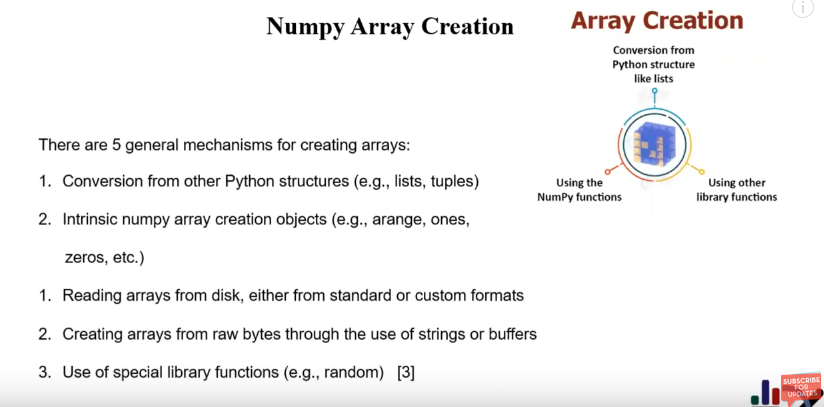 Numpy Array Creation
Array Creation
Conversion from
Python structure
like lists
Using the
NumPy functions
Using other
library functions
There are 5 general mechanisms for creating arrays:
1. Conversion from other Python structures (e.g., lists, tuples)
2. Intrinsic numpy array creation objects (e.g., arange, ones,
zeros, etc.)
1. Reading arrays from disk, either from standard or custom formats
2. Creating arrays from raw bytes through the use of strings or buffers
3. Use of special library functions (e.g., random) [3]
SUBSCRIBE
FOR
UPDATES